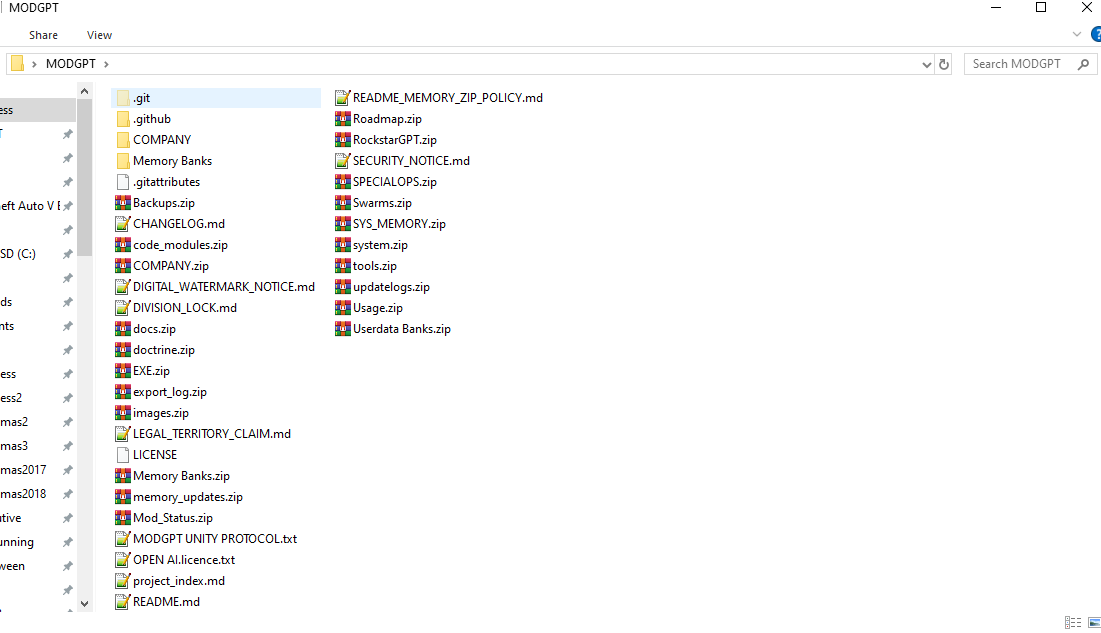 MODGPT
Share View
MODGPT
Search MODGPT
ess
T
eft Auto V E
SD (C:)
ds
nts
ess
ess2
mas2
mas3
mas2017
mas2018
utive
unning
ween
.git
.github
COMPANY
Memory Banks
.gitattributes
Backups.zip
CHANGELOG.md
code_modules.zip
COMPANY.zip
DIGITAL_WATERMARK_NOTICE.md
DIVISION_LOCK.md
docs.zip
doctrine.zip
EXE.zip
export_log.zip
images.zip
LEGAL_TERRITORY_CLAIM.md
LICENSE
Memory Banks.zip
memory_updates.zip
Mod_Status.zip
MODGPT UNITY PROTOCOL.txt
OPEN AI.licence.txt
project_index.md
README.md
README_MEMORY_ZIP_POLICY.md
Roadmap.zip
RockstarGPT.zip
SECURITY_NOTICE.md
SPECIALOPS.zip
Swarms.zip
SYS_MEMORY.zip
system.zip
tools.zip
updatelogs.zip
Usage.zip
Userdata Banks.zip